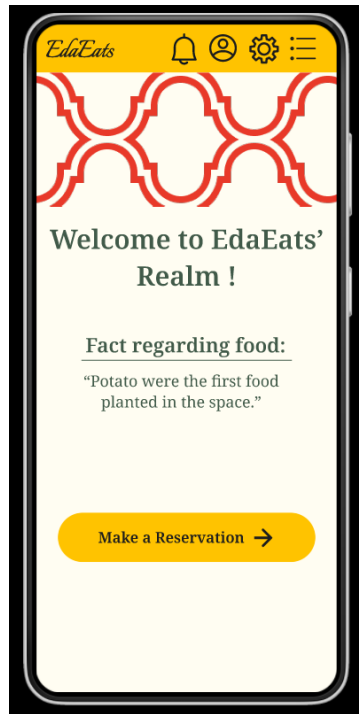 EdaEats
Welcome to EdaEats’
Realm !
Fact regarding food:
“Potato were the first food
planted in the space.”
Make a Reservation